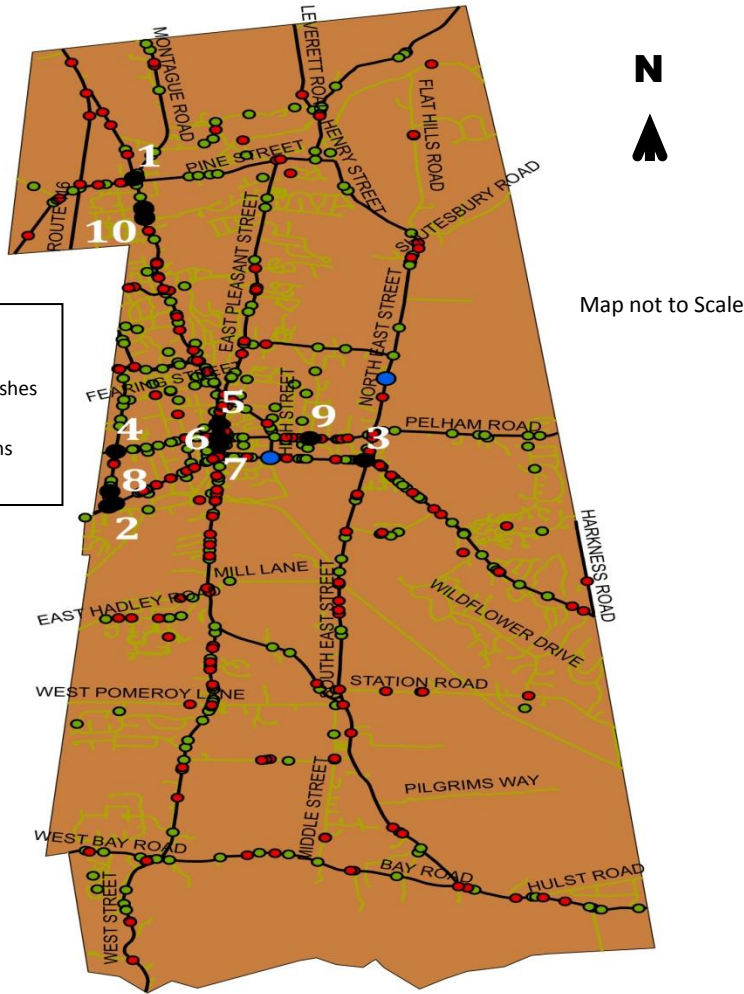 LEVERETT ROAD
MONTAGUE ROAD
N
FLAT HILLS ROAD
HENRY STREET
1
PINE STREET
SHUTESBURY ROAD
10
EAST PLEASANT STREET
Map not to Scale
NORTH EAST STREET
shes
FEARING STREET
5
HIGH STREET
9
PELHAM ROAD
4
6
3
ns
7
8
2
HARKNESS ROAD
MILL LANE
EAST HADLEY ROAD
WILDFLOWER DRIVE
SOUTH EAST STREET
WEST POMEROY LANE
STATION ROAD
PILGRIMS WAY
MIDDLE STREET
WEST BAY ROAD
BAY ROAD
HULST ROAD
WEST STREET